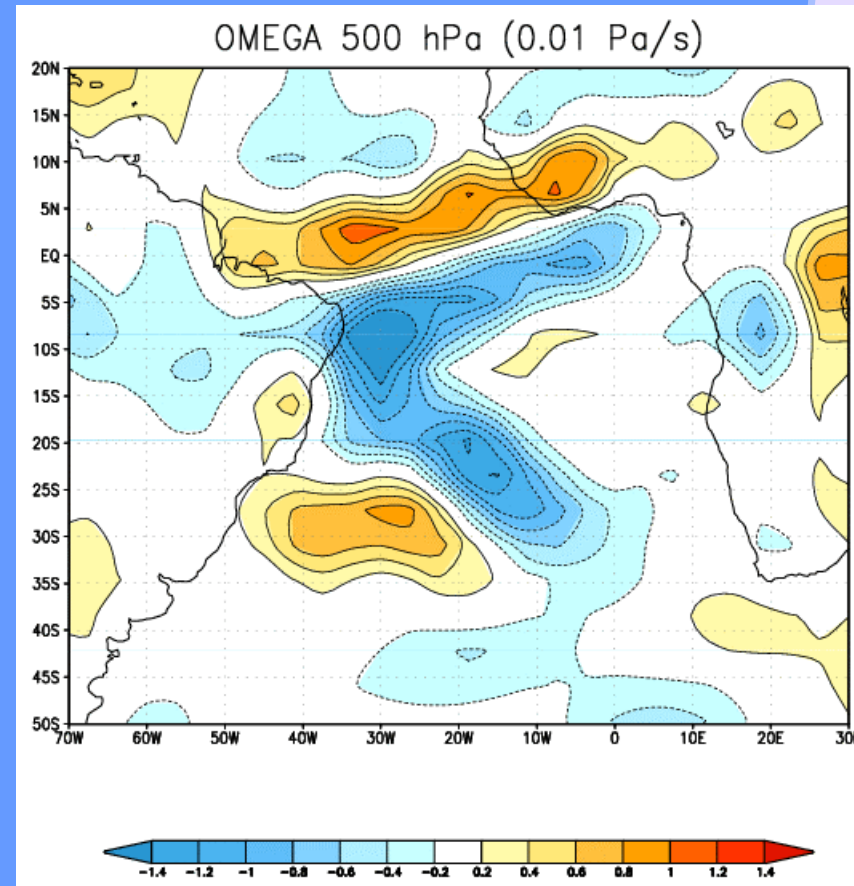 OMEGA 500 hPa (0.01 Pa/s)
20N
15N
10N
5N
EQ
5S
10S
15S
20S
25S
30S
35S
40S
45S
50S
70W 60W 50W 40W 30W 20W 10W 0 10E 20E 30
-1.4 -1.2 -1 -0.8 -0.6 -0.4 -0.2 0.2 0.4 0.6 0.8 1 1.2 1.4